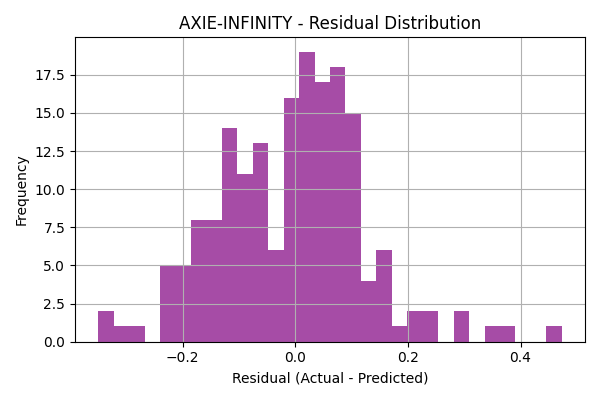 AXIE-INFINITY - Residual Distribution
Frequency
17.5
15.0
12.5
10.0
7.5
5.0
2.5
0.0
−0.2 0.0 0.2 0.4
Residual (Actual - Predicted)